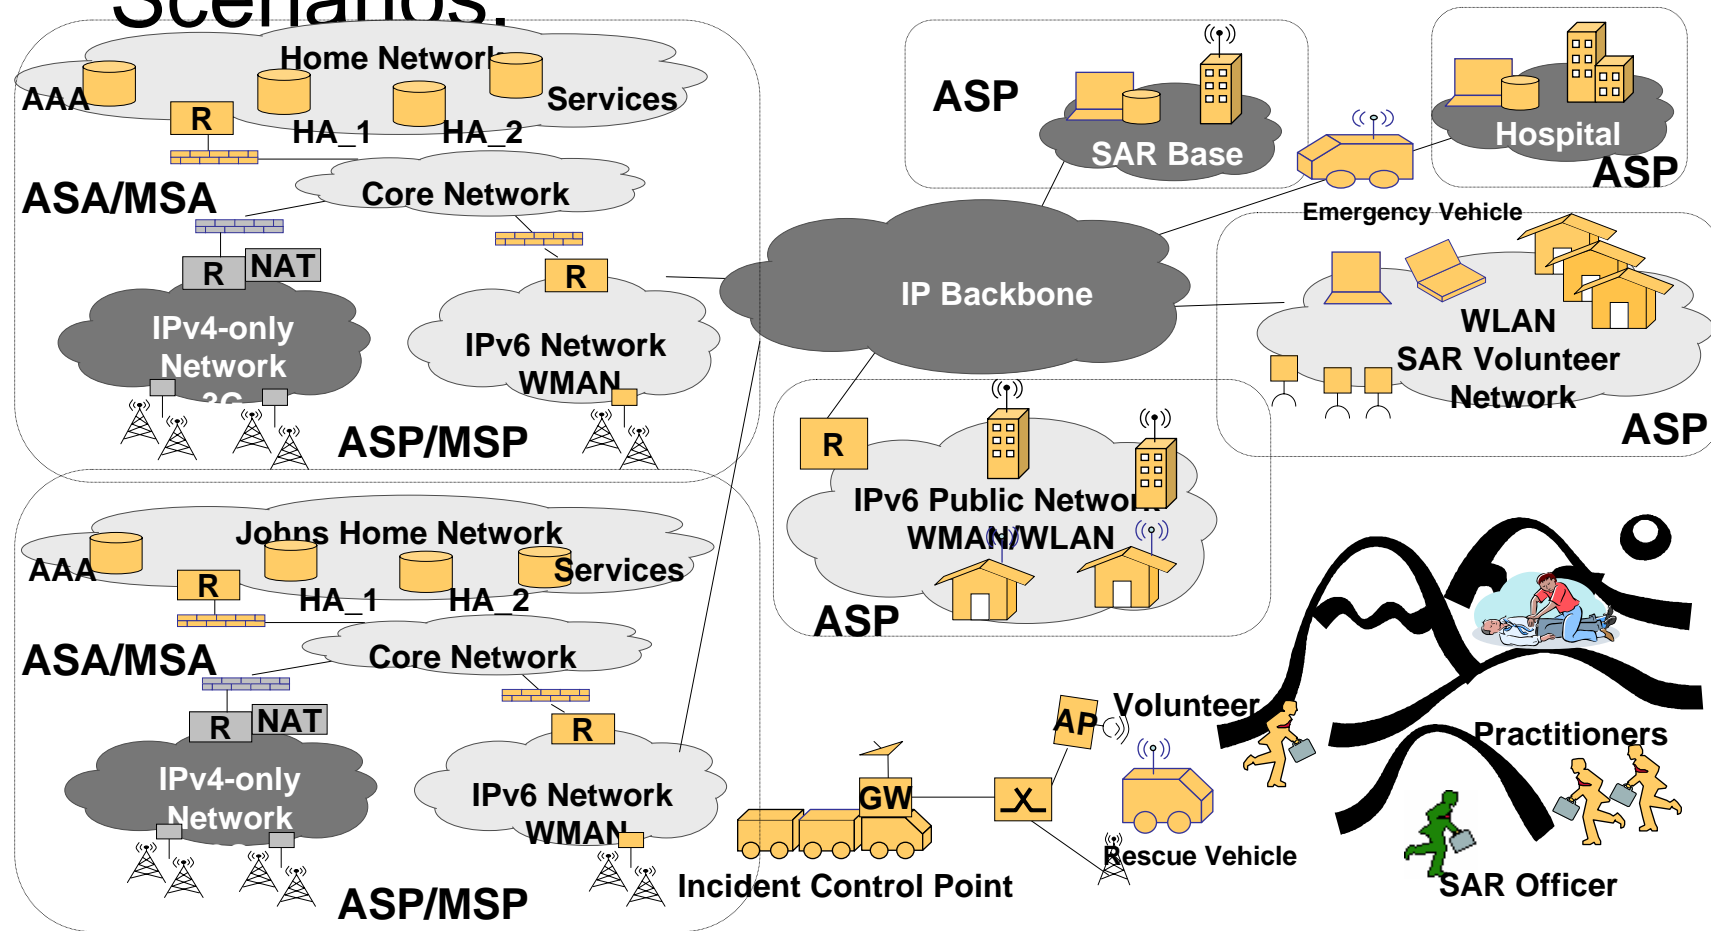 Scenarios:
Home Network
AAA
Services
R
HA_1
HA_2
ASA/MSA
Core Network
R
NAT
R
IPv4-only
Network
3G
IPv6 Network
WMAN
ASP/MSP
Johns Home Network
AAA
Services
R
HA_1
HA_2
ASA/MSA
Core Network
R
NAT
R
IPv4-only
Network
IPv6 Network
WMAN
ASP/MSP
ASP
SAR Base
Hospital
ASP
Emergency Vehicle
IP Backbone
WLAN
SAR Volunteer
Network
ASP
R
IPv6 Public Network
WMAN/WLAN
ASP
AP
Volunteer
GW
Rescue Vehicle
Incident Control Point
Practitioners
SAR Officer